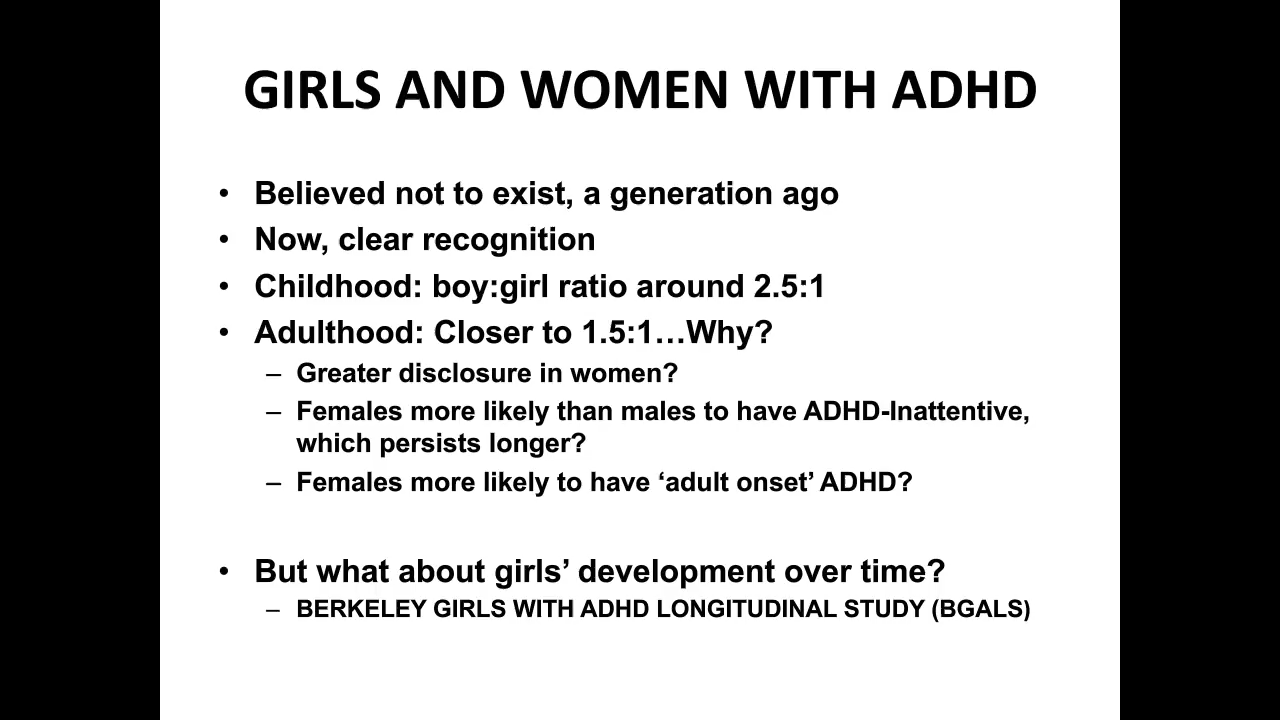 GIRLS AND WOMEN WITH ADHD
• Believed not to exist, a generation ago
• Now, clear recognition
• Childhood: boy:girl ratio around 2.5:1
• Adulthood: Closer to 1.5:1…Why?
– Greater disclosure in women?
– Females more likely than males to have ADHD-Inattentive,
which persists longer?
– Females more likely to have ‘adult onset’ ADHD?
• But what about girls’ development over time?
– BERKELEY GIRLS WITH ADHD LONGITUDINAL STUDY (BGALS)